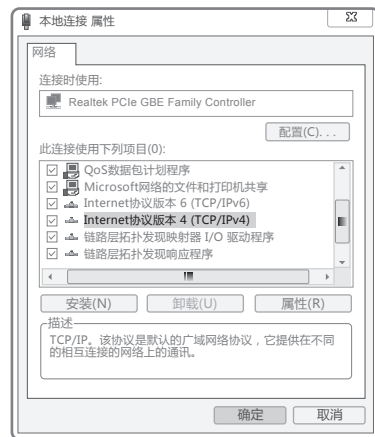 本地连接 属性
网络
连接时使用:
Realtek PCIe GBE Family Controller
配置(C). . .
此连接使用下列项目(O):
QoS数据包计划程序
Microsoft网络的文件和打印机共享
Internet协议版本 6 (TCP/IPv6)
Internet协议版本 4 (TCP/IPv4)
链路层拓扑发现映射器 I/O 驱动程序
链路层拓扑发现响应程序
安装(N)
卸载(U)
属性(R)
描述
TCP/IP。该协议是默认的广域网络协议，它提供在不同
的相互连接的网络上的通讯。
确定
取消